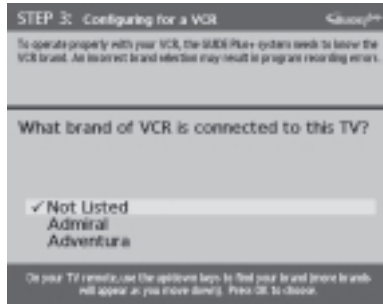 STEP 3: Configuring for a VCR
To operate properly with your VCR, the GUIDE Plus+ system needs to know the
VCR brand. An incorrect brand selection may result in program recording errors.
What brand of VCR is connected to this TV?
✓ Not Listed
Admiral
Adventura
On your TV remote, use the up/down keys to find your brand (more brands
will appear as you move down). Press OK to choose.